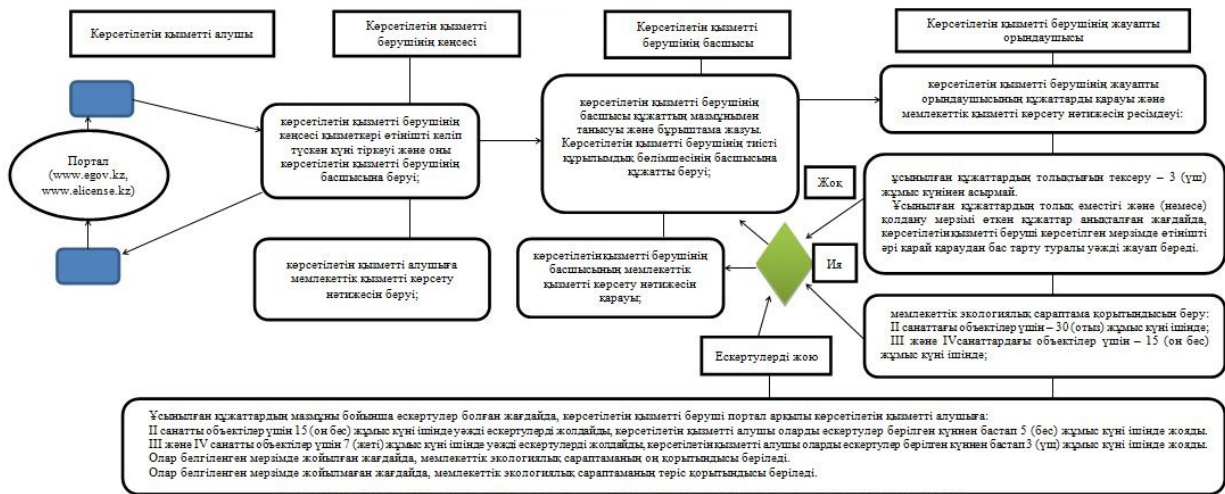 Көрсетілетін қызметті алушы
Көрсетілетін қызметті
берушінің кеңсесі
Көрсетілетін қызметті
берушінің басшысы
Көрсетілетін қызметті берушінің жауапты
орындаушысы
Портал
(www.egov.kz,
www.elicense.kz)
көрсетілетін қызметті берушінің
кеңсесі қызметкері өтінішті келіп
түскен күні тіркеуі және оны
көрсетілетін қызметті берушінің
басшысына беруі;
көрсетілетін қызметті берушінің
басшысы құжаттың мазмұнымен
танысуы және бұрыштама жазуы.
Көрсетілетін қызметті берушінің тиісті
құрылымдық бөлімшесінің басшысына
құжатты беруі;
көрсетілетін қызметті берушінің жауапты
орындаушысының құжаттарды қарауы және
мемлекеттік қызметті көрсету нәтижесін ресімдеуі:
Жоқ
ұсынылған құжаттардың толықтығын тексеру – 3 (үш)
жұмыс күнінен асырмай.
Ұсынылған құжаттардың толық еместігі және (немесе)
қолдану мерзімі өткен құжаттар анықталған жағдайда,
көрсетілетін қызметті беруші көрсетілген мерзімде өтінішті
әрі қарай қараудан бас тарту туралы уәжді жауап береді.
көрсетілетін қызметті алушыға
мемлекеттік қызметті көрсету
нәтижесін беруі;
көрсетілетін қызметті берушінің
басшысының мемлекеттік
қызметті көрсету нәтижесін
қарауы;
Ия
мемлекеттік экологиялық сараптама қорытындысын беру:
II санаттағы объектілер үшін – 30 (отыз) жұмыс күні ішінде;
III және IV санаттардағы объектілер үшін – 15 (он бес)
жұмыс күні ішінде;
Ескертулерді жою
Ұсынылған құжаттардың мазмұны бойынша ескертулер болған жағдайда, көрсетілетін қызметті беруші портал арқылы көрсетілетін қызметті алушыға:
II санатты объектілер үшін 15 (он бес) жұмыс күні ішінде уәжді ескертулерді жолдайды, көрсетілетін қызметті алушы оларды ескертулер берілген күннен бастап 5 (бес) жұмыс күні ішінде жояды.
III және IV санатты объектілер үшін 7 (жеті) жұмыс күні ішінде уәжді ескертулерді жолдайды, көрсетілетін қызметті алушы оларды ескертулер берілген күннен бастап 3 (үш) жұмыс күні ішінде жояды.
Олар белгіленген мерзімде жойылған жағдайда, мемлекеттік экологиялық сараптаманың оң қорытындысы беріледі.
Олар белгіленген мерзімде жойылмаған жағдайда, мемлекеттік экологиялық сараптаманың теріс қорытындысы беріледі.